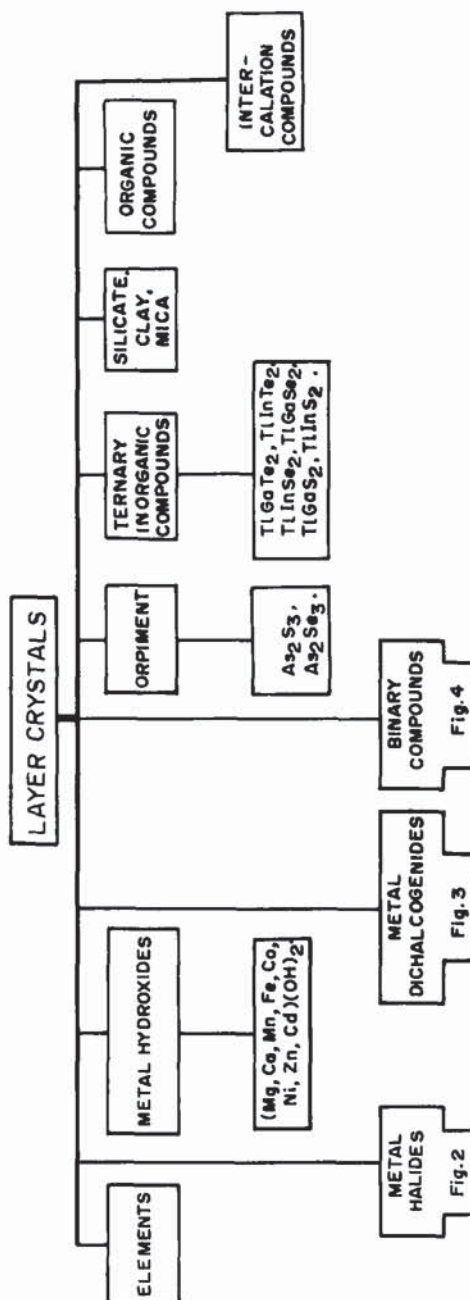 LAYER CRYSTALS
ELEMENTS
METAL
HALIDES
Fig. 2
METAL HYDROXIDES
(Mg, Ca, Mn, Fe, Co,
Ni, Zn, Cd)(OH)2.
METAL
DICHALCOGENIDES
Fig. 3
BINARY
COMPOUNDS
Fig. 4
ORPIMENT
As2S3,
As2Se3.
TERNARY
INORGANIC
COMPOUNDS
TlGaTe2, TlInTe2.
TlInSe2, TlGaSe2.
TlGaS2, TlInS2.
SILICATE,
CLAY,
MICA
ORGANIC
COMPOUNDS
INTER-
CALATION
COMPOUNDS